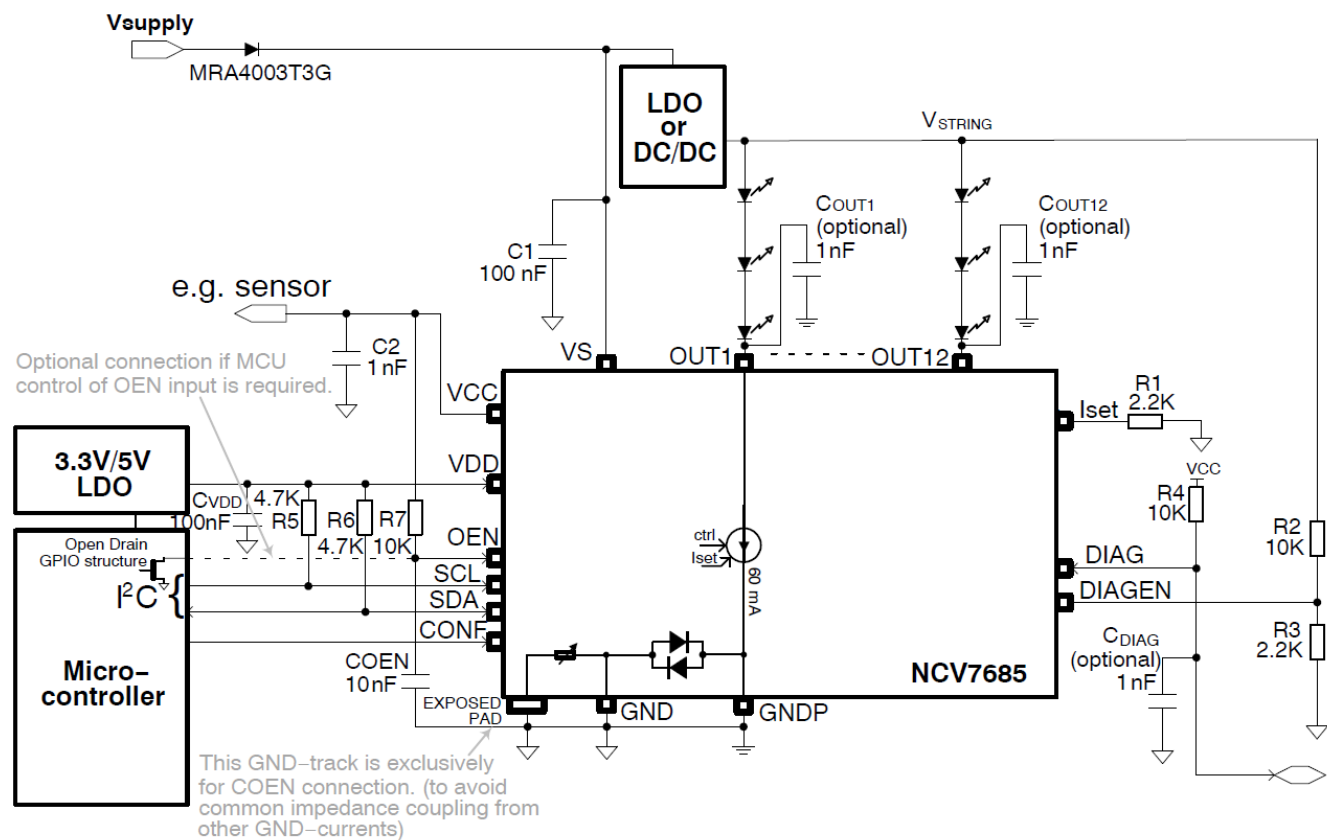 Vsupply
MRA4003T3G
LDO
or
DC/DC
VSTRING
COUT1
(optional)
1nF
COUT12
(optional)
1nF
C1
100 nF
e.g. sensor
C2
1nF
Optional connection if MCU
control of OEN input is required.
VS
OUT1
OUT12
VCC
Iset
R1
2.2K
3.3V/5V
LDO
VDD
CVDD
100nF
4.7K
R5
R6
4.7K
R7
10K
VCC
R4
10K
R2
10K
Open Drain
GPIO structure
OEN
ctrl
Iset
60 mA
DIAG
I²C
SCL
SDA
DIAGEN
CONF
R3
2.2K
Micro–
controller
COEN
10nF
NCV7685
CDIAG
(optional)
1nF
EXPOSED
PAD
GND
GNDP
This GND–track is exclusively
for COEN connection. (to avoid
common impedance coupling from
other GND–currents)